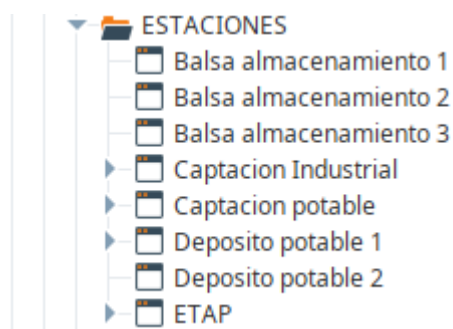 ESTACIONES
Balsa almacenamiento 1
Balsa almacenamiento 2
Balsa almacenamiento 3
Captacion Industrial
Captacion potable
Deposito potable 1
Deposito potable 2
ETAP